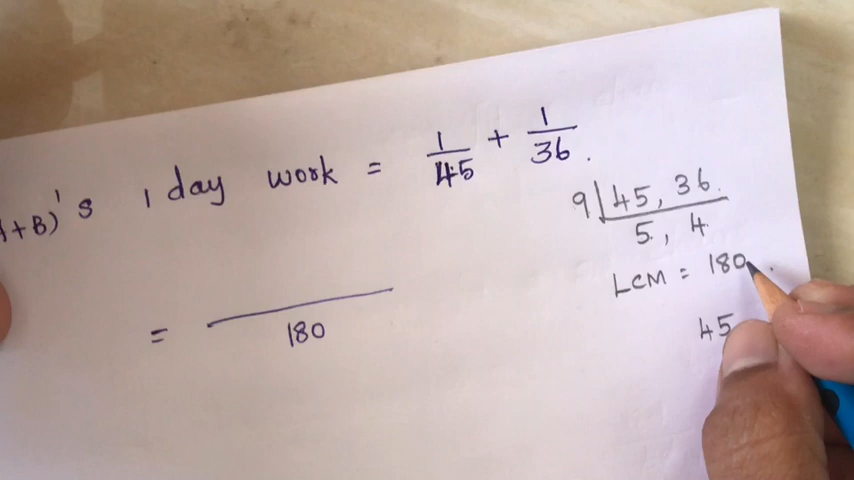 +B)'s 1 day work = 1/45 + 1/36.
9 | 45, 36.
5, 4
LCM = 180
= /180
45